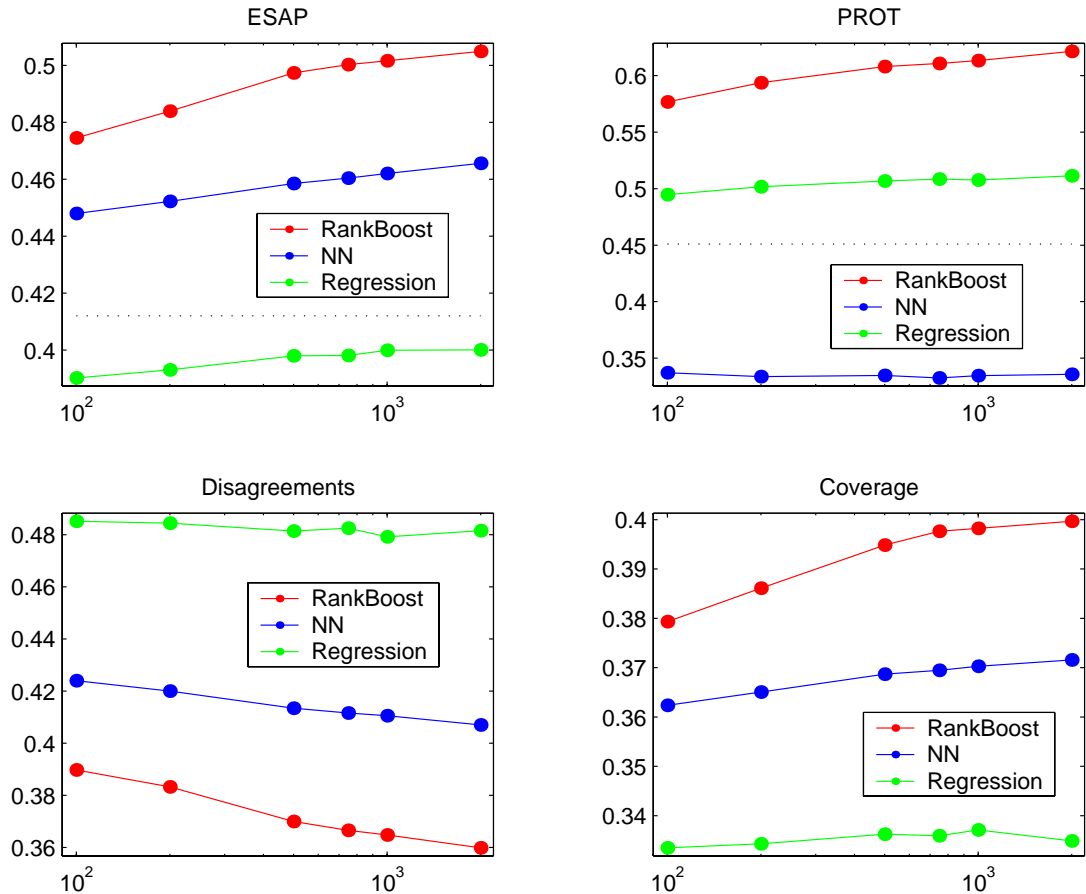 ESAP
0.5
0.48
0.46
0.44
0.42
0.4
RankBoost
NN
Regression
10^2
10^3
PROT
0.6
0.55
0.5
0.45
0.4
0.35
RankBoost
NN
Regression
10^2
10^3
Disagreements
0.48
0.46
0.44
0.42
0.4
0.38
0.36
RankBoost
NN
Regression
10^2
10^3
Coverage
0.4
0.39
0.38
0.37
0.36
0.35
0.34
RankBoost
NN
Regression
10^2
10^3